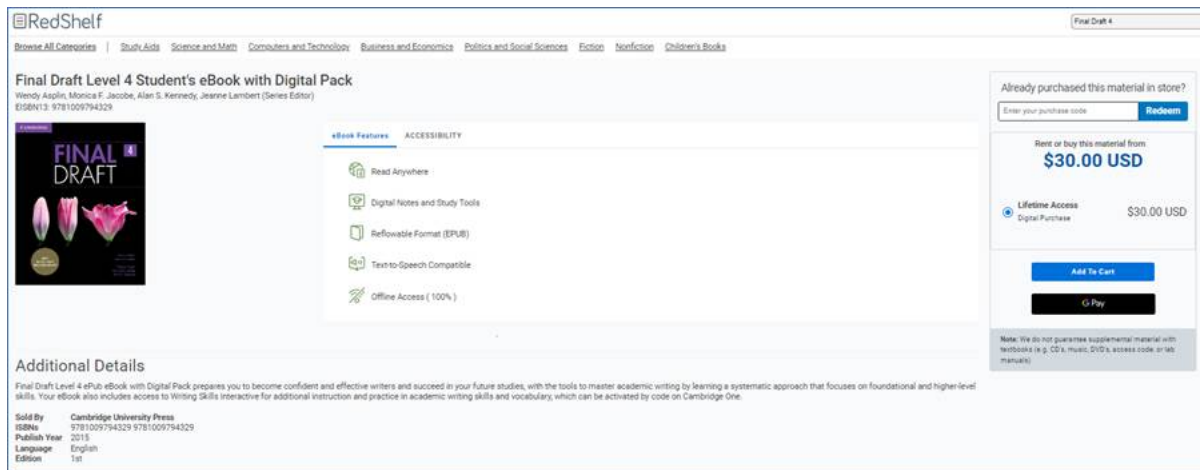 RedShelf
Final Draft 4
Browse All Categories | Study Aids Science and Math Computers and Technology Business and Economics Politics and Social Sciences Fiction Nonfiction Children's Books
Final Draft Level 4 Student's eBook with Digital Pack
Wendy Asplin, Monica F. Jacobe, Alan S. Kennedy, Jeanne Lambert (Series Editor)
EISBN13: 9781009794329
FINAL 4
DRAFT
eBook Features ACCESSIBILITY
Read Anywhere
Digital Notes and Study Tools
Reflowable Format (EPUB)
Text-to-Speech Compatible
Offline Access ( 100% )
Already purchased this material in store?
Enter your purchase code Redeem
Rent or buy this material from
$30.00 USD
Lifetime Access
Digital Purchase
$30.00 USD
Add To Cart
G Pay
Note: We do not guarantee supplemental material with
textbooks (e.g. CD's, music, DVD's, access code, or lab
manuals)
Additional Details
Final Draft Level 4 ePub eBook with Digital Pack prepares you to become confident and effective writers and succeed in your future studies, with the tools to master academic writing by learning a systematic approach that focuses on foundational and higher-level
skills. Your eBook also includes access to Writing Skills Interactive for additional instruction and practice in academic writing skills and vocabulary, which can be activated by code on Cambridge One.
Sold By Cambridge University Press
ISBNs 9781009794329 9781009794329
Publish Year 2015
Language English
Edition 1st